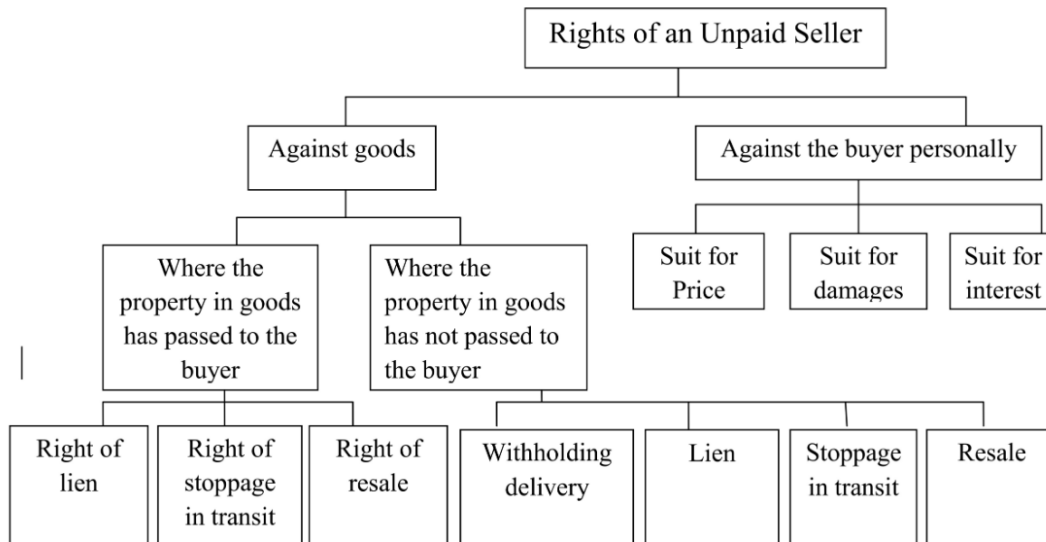 Rights of an Unpaid Seller
Against goods
Against the buyer personally
Where the
property in goods
has passed to the
buyer
Where the
property in goods
has not passed to
the buyer
Suit for
Price
Suit for
damages
Suit for
interest
Right of
lien
Right of
stoppage
in transit
Right of
resale
Withholding
delivery
Lien
Stoppage
in transit
Resale